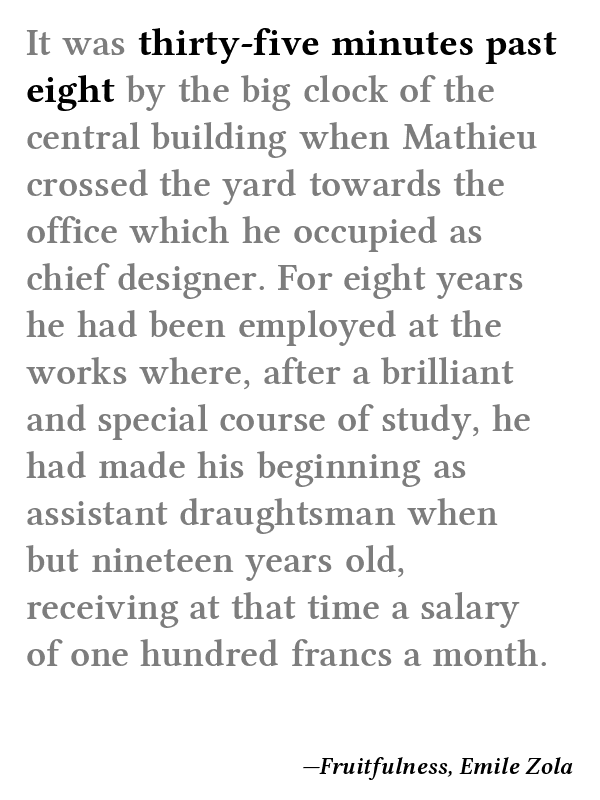 It was thirty-five minutes past
eight by the big clock of the
central building when Mathieu
crossed the yard towards the
office which he occupied as
chief designer. For eight years
he had been employed at the
works where, after a brilliant
and special course of study, he
had made his beginning as
assistant draughtsman when
but nineteen years old,
receiving at that time a salary
of one hundred francs a month.
—Fruitfulness, Emile Zola